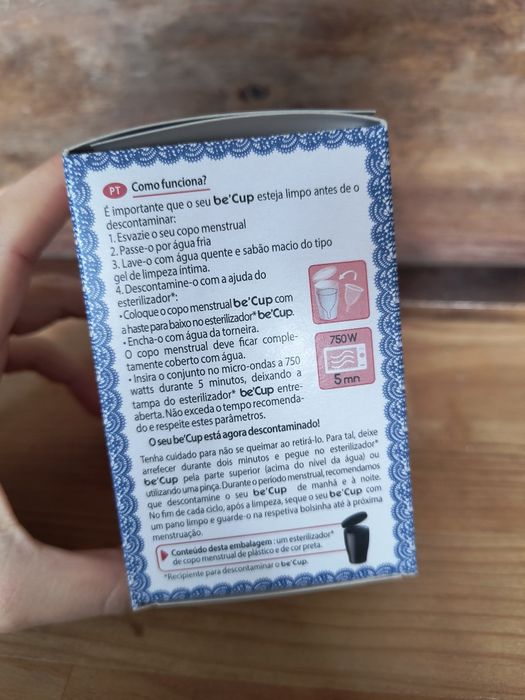 PT Como funciona?
É importante que o seu be'Cup esteja limpo antes de o
descontaminar:
1. Esvazie o seu copo menstrual
2. Passe-o por água fria
3. Lave-o com água quente e sabão macio do tipo
gel de limpeza íntima.
4. Descontamine-o com a ajuda do
esterilizador*:
• Coloque o copo menstrual be'Cup com
a haste para baixo no esterilizador* be'Cup.
• Encha-o com água da torneira.
O copo menstrual deve ficar comple-
tamente coberto com água.
• Insira o conjunto no micro-ondas a 750
watts durante 5 minutos, deixando a
tampa do esterilizador* be'Cup entre-
aberta. Não exceda o tempo recomenda-
do e respeite estes parâmetros.
750W
5 mn
O seu be'Cup está agora descontaminado!
Tenha cuidado para não se queimar ao retirá-lo. Para tal, deixe
arrefecer durante dois minutos e pegue no esterilizador*
be'Cup pela parte superior (acima do nível da água) ou
utilizando uma pinça. Durante o período menstrual, recomendamos
que descontamine o seu be'Cup de manhã e à noite.
No fim de cada ciclo, após a limpeza, seque o seu be'Cup com
um pano limpo e guarde-o na respetiva bolsinha até à próxima
menstruação.
Conteúdo desta embalagem : um esterilizador*
de copo menstrual de plástico e de cor preta.
*Recipiente para descontaminar o be'Cup.